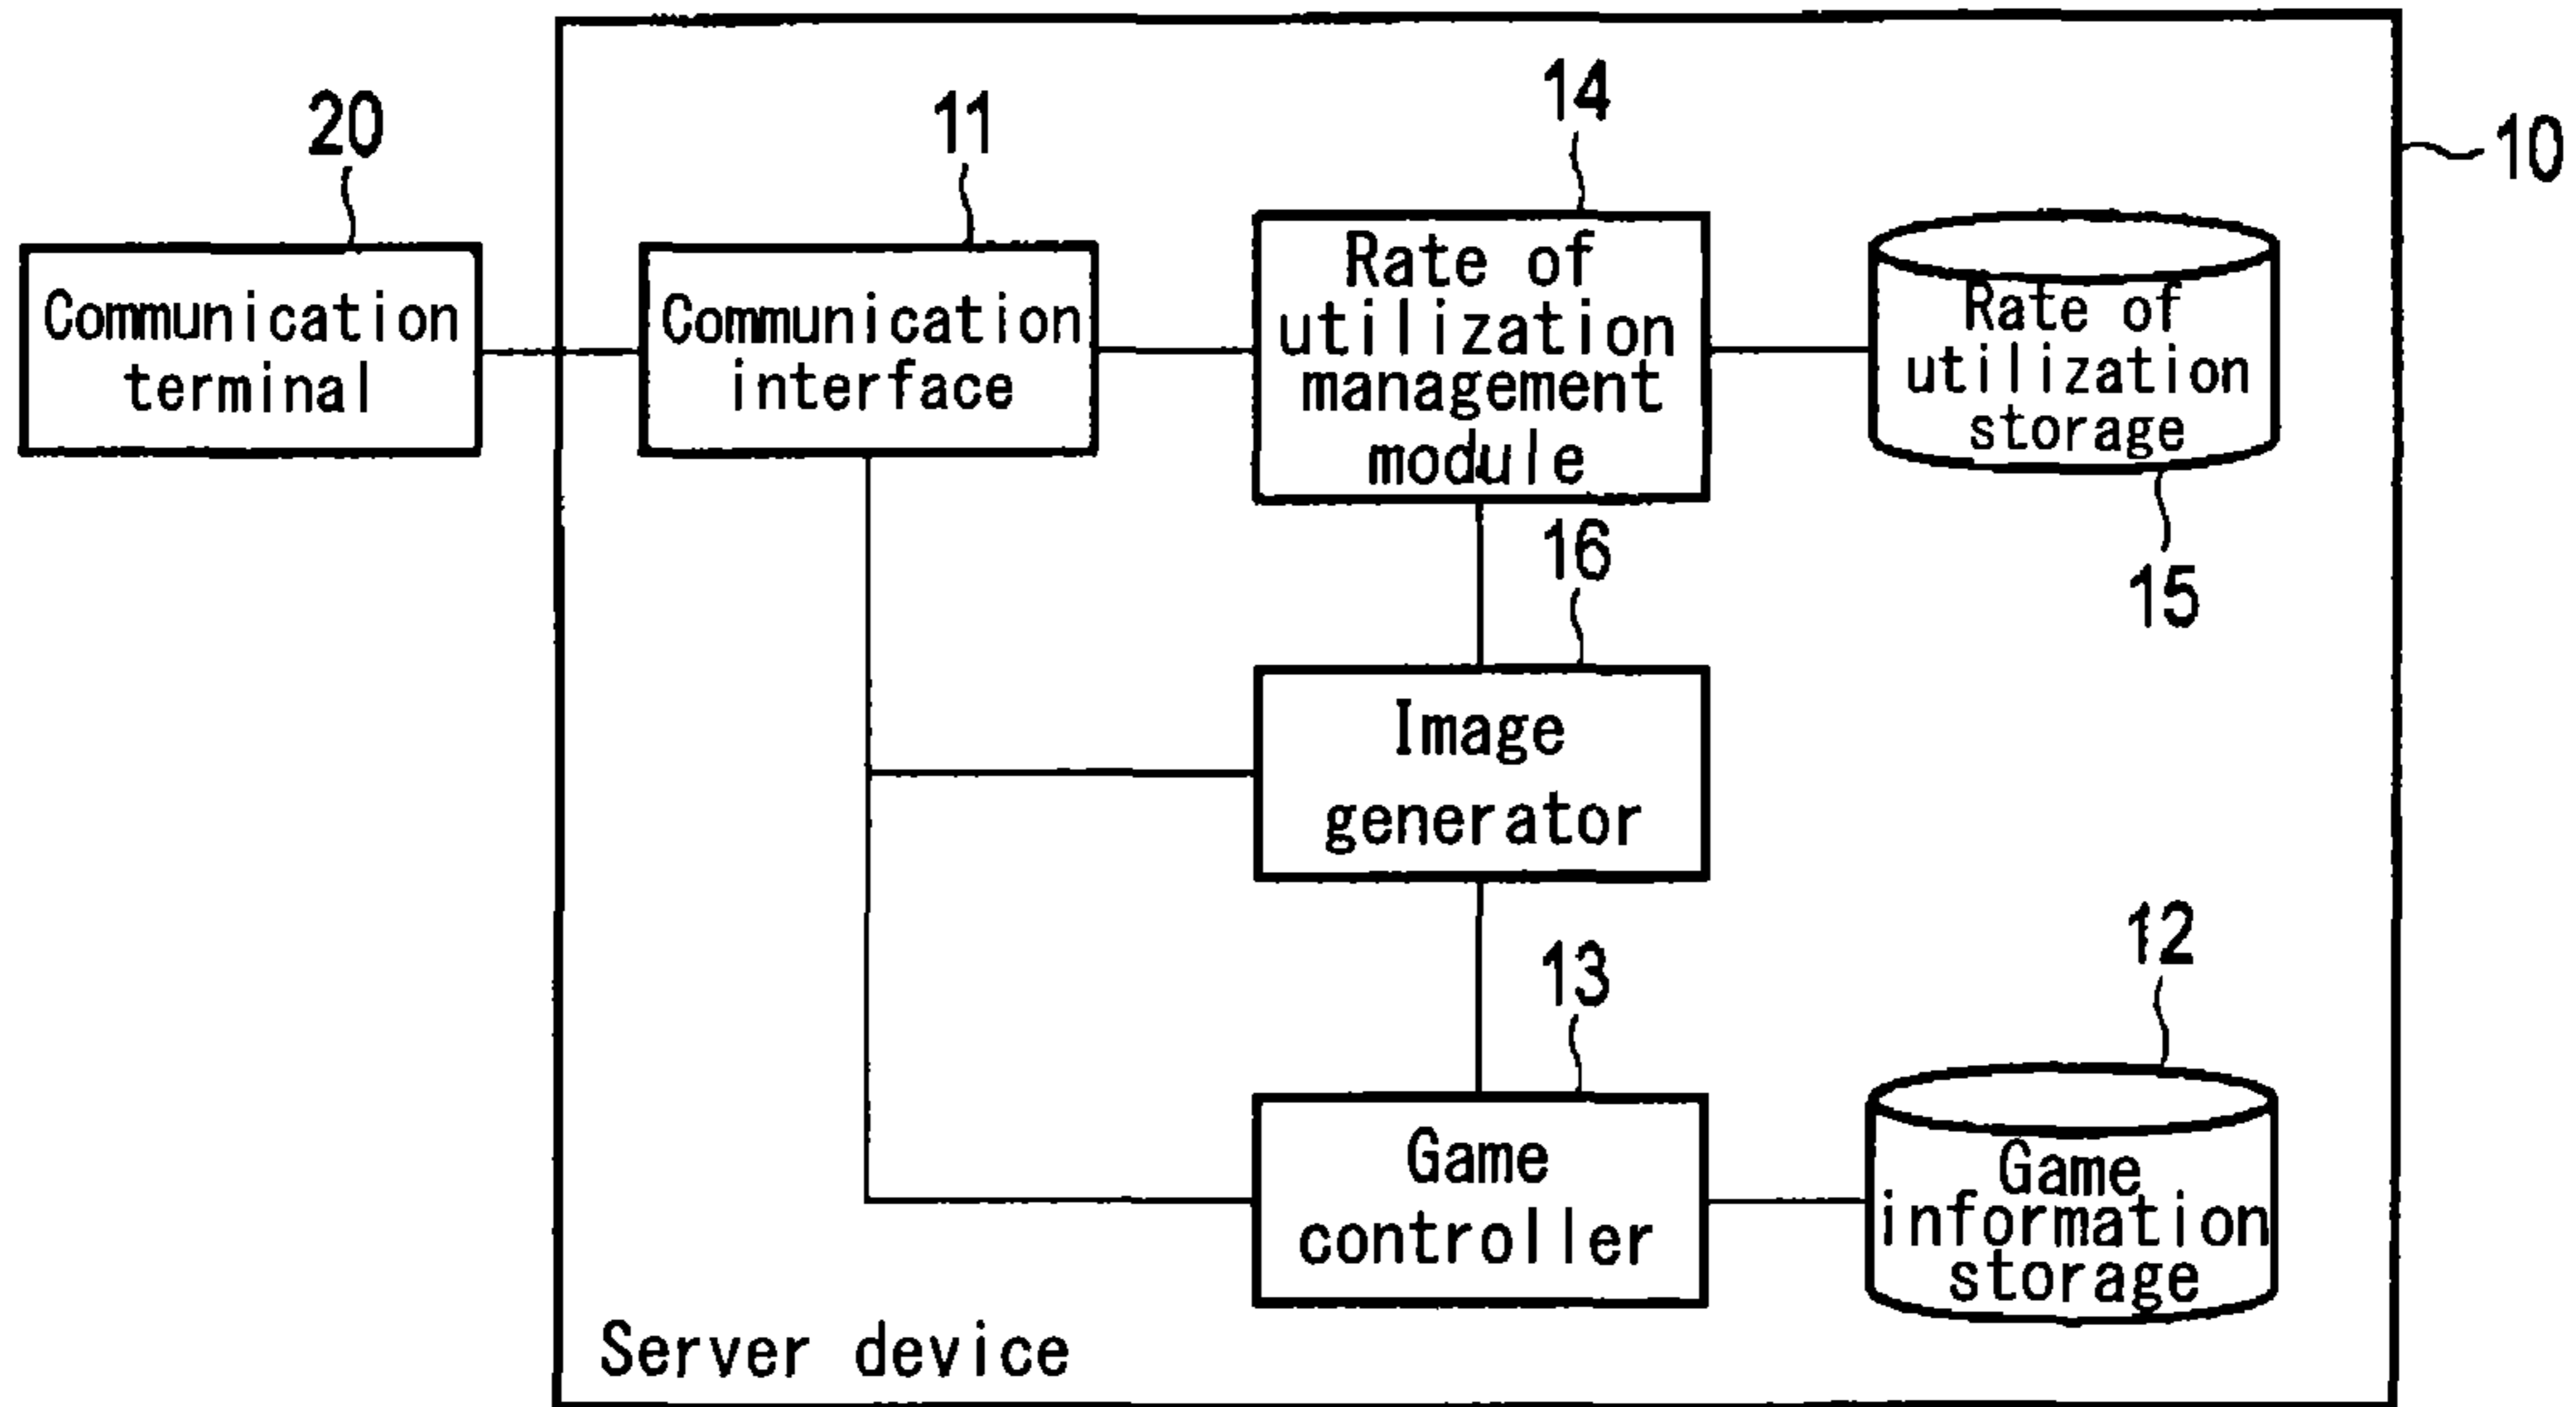 14
20
11
10
Communication
terminal
Communication
interface
Rate of
utilization
management
module
Rate of
utilization
storage
16
15
Image
generator
13
12
Game
controller
Game
information
storage
Server device